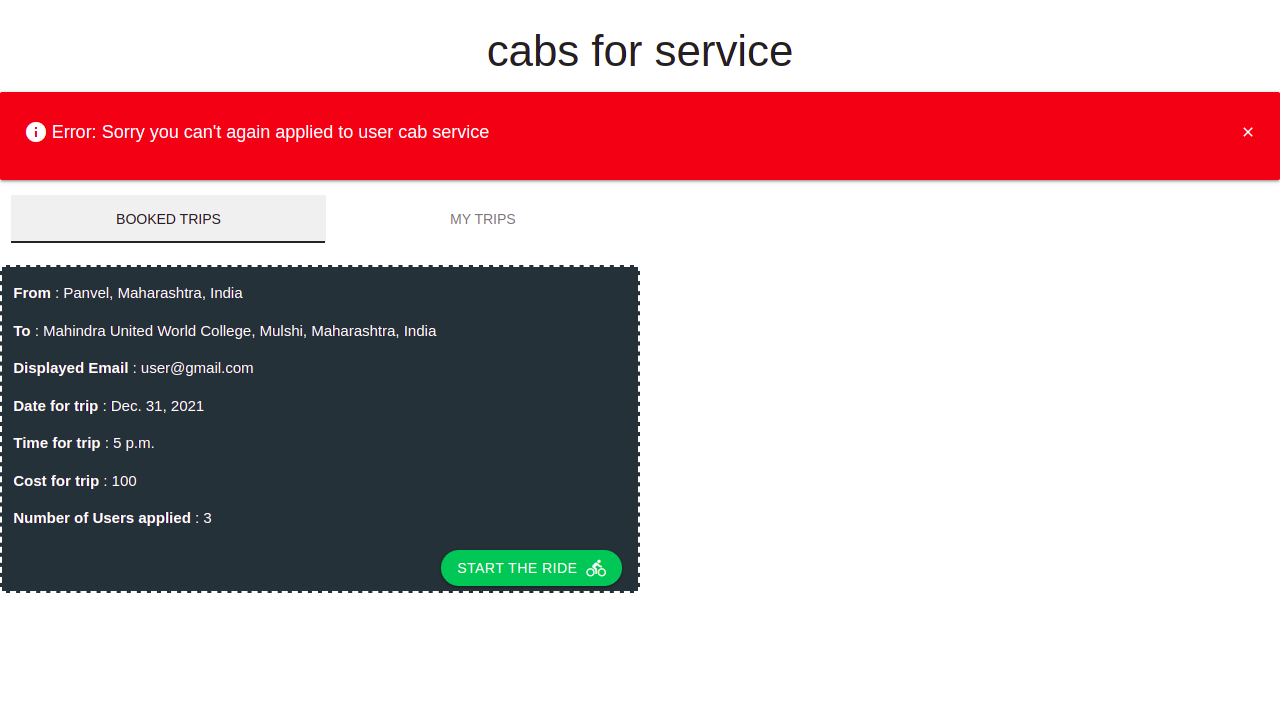 cabs for service
Error: Sorry you can't again applied to user cab service ×
BOOKED TRIPS MY TRIPS
From : Panvel, Maharashtra, India
To : Mahindra United World College, Mulshi, Maharashtra, India
Displayed Email : user@gmail.com
Date for trip : Dec. 31, 2021
Time for trip : 5 p.m.
Cost for trip : 100
Number of Users applied : 3
START THE RIDE